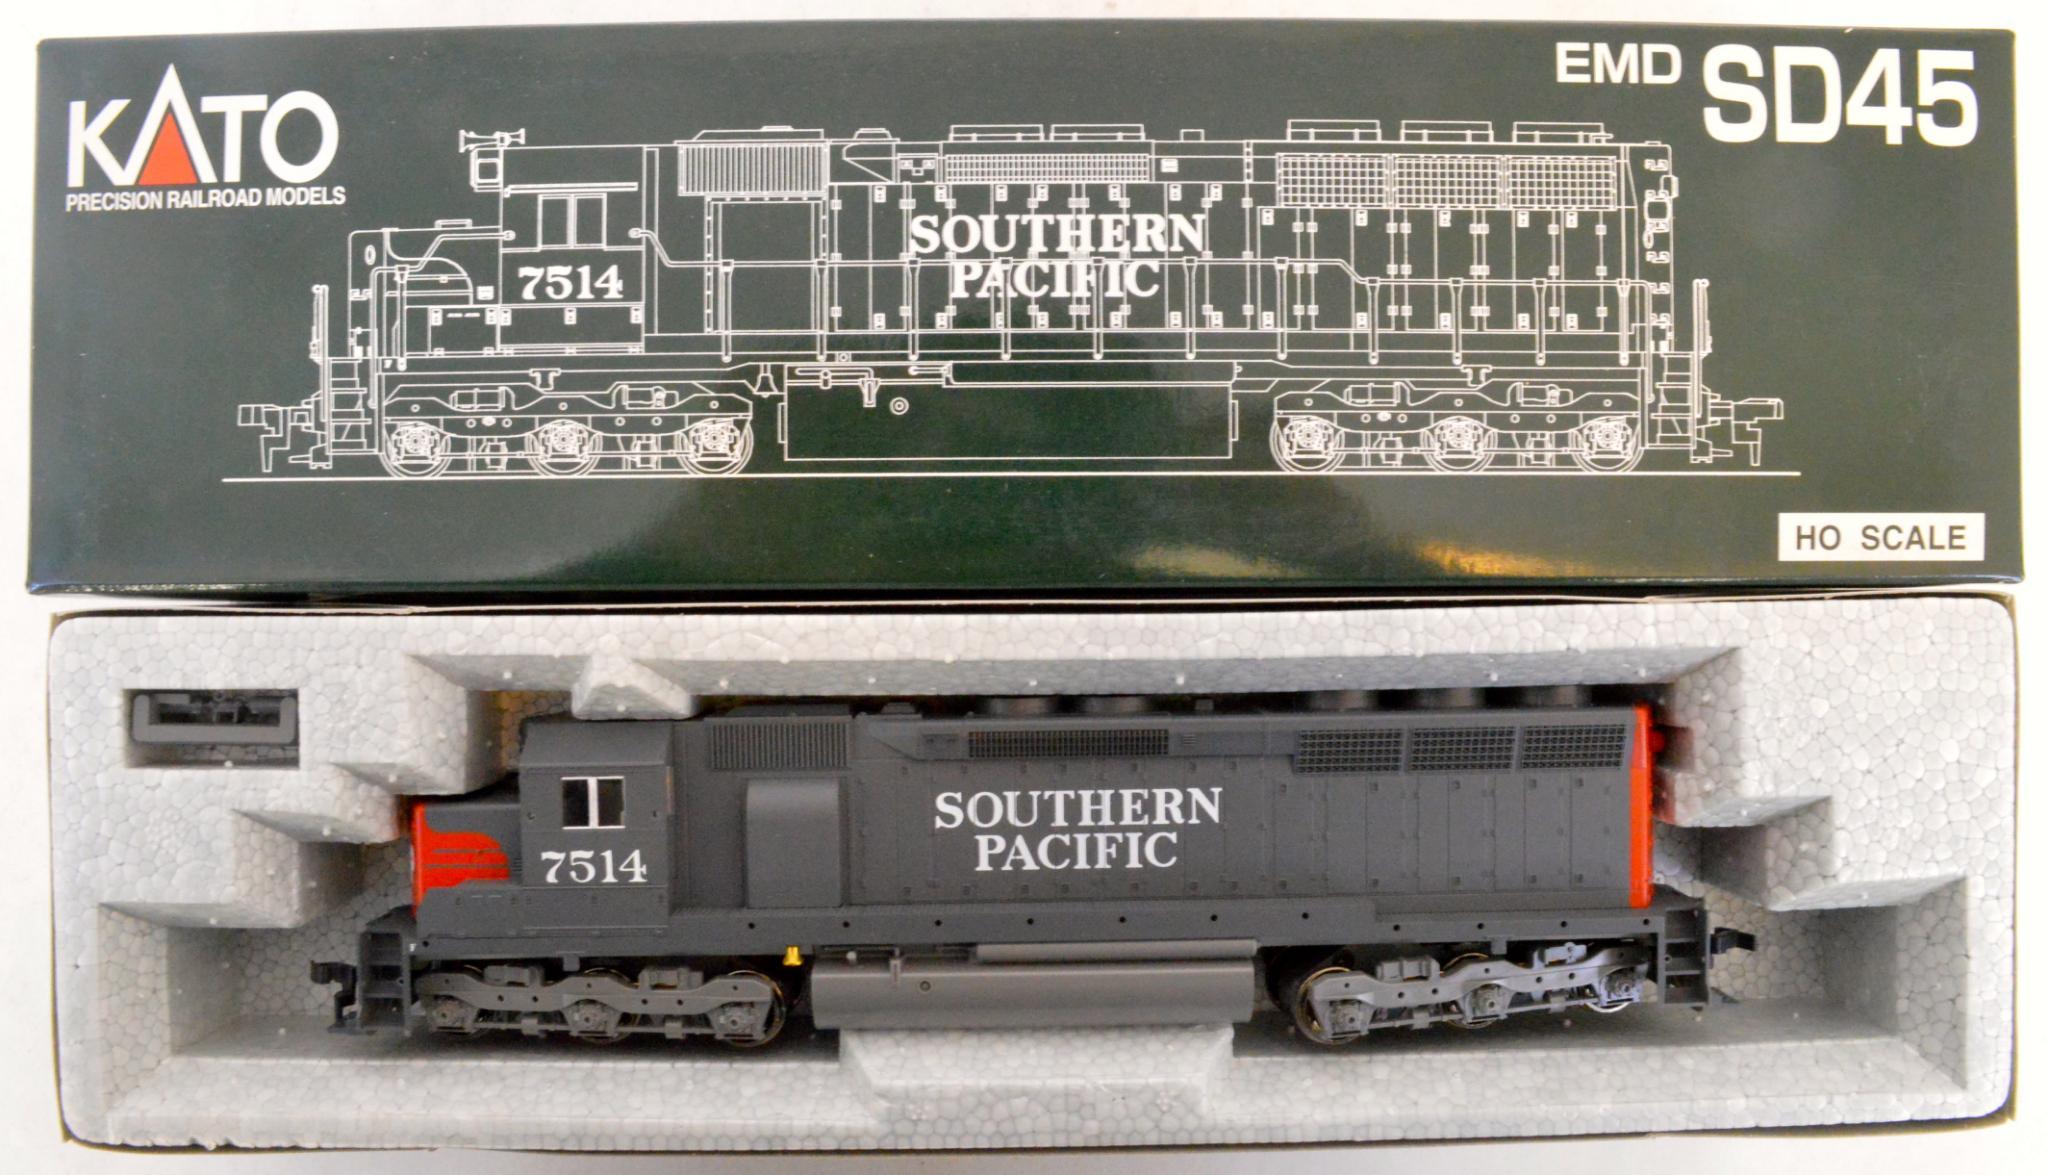 KATO
PRECISION RAILROAD MODELS
EMD SD45
SOUTHERN
PACIFIC
7514
HO SCALE
SOUTHERN
PACIFIC
7514